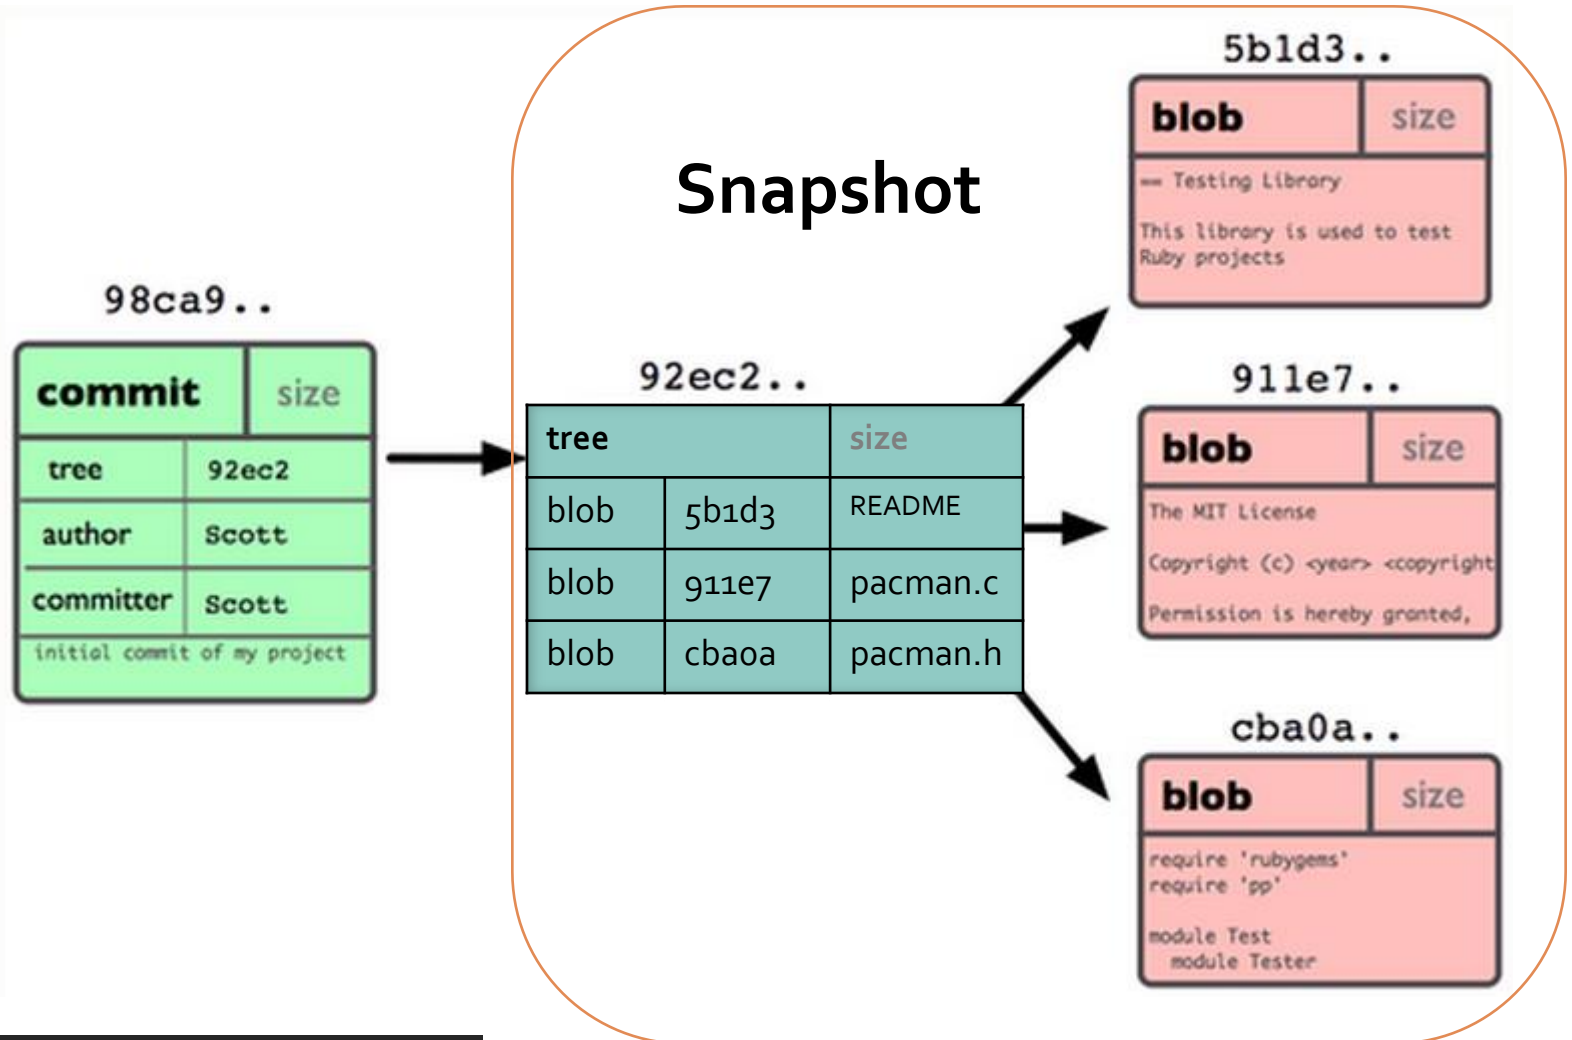 Snapshot
98ca9..
commit size
tree 92ec2
author Scott
committer Scott
initial commit of my project
92ec2..
tree size
blob 5b1d3 README
blob 911e7 pacman.c
blob cba0a pacman.h
5b1d3..
blob size
== Testing Library
This library is used to test
Ruby projects
911e7..
blob size
The MIT License
Copyright (c) <year> <copyright
Permission is hereby granted,
cba0a..
blob size
require 'rubygems'
require 'pp'
module Test
module Tester